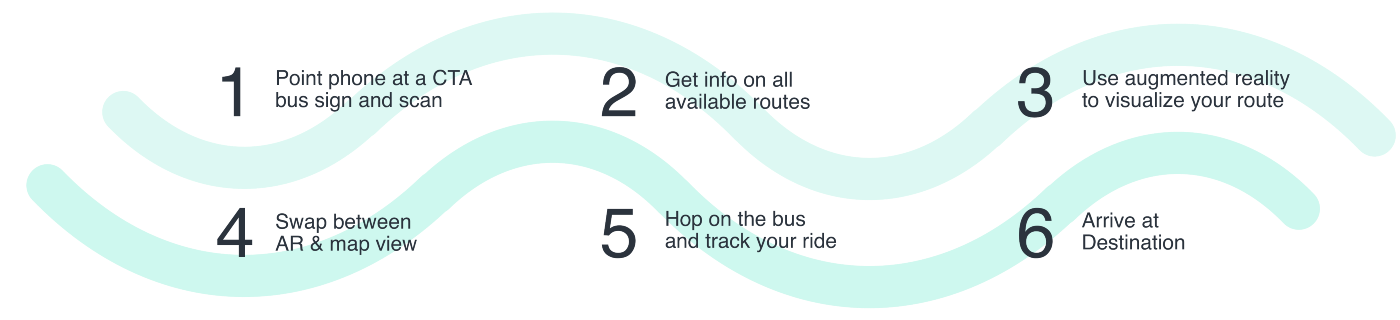 1
Point phone at a CTA
bus sign and scan
2
Get info on all
available routes
3
Use augmented reality
to visualize your route
4
Swap between
AR & map view
5
Hop on the bus
and track your ride
6
Arrive at
Destination